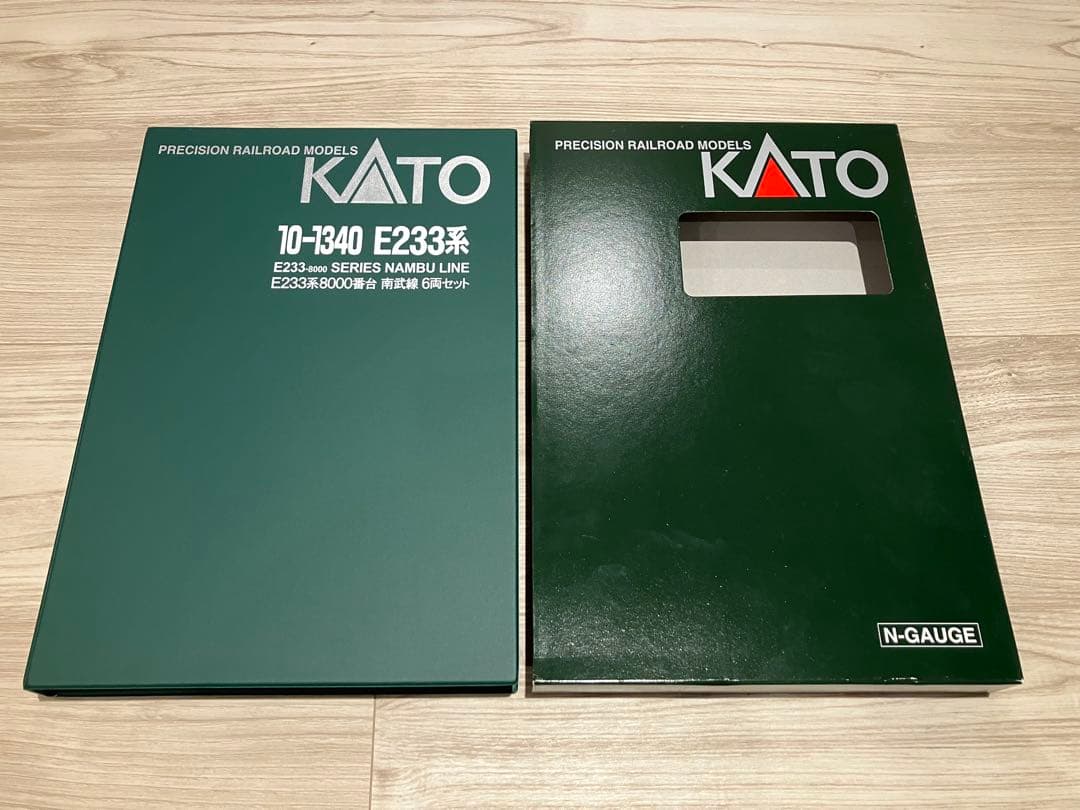 PRECISION RAILROAD MODELS
KATO
10-1340 E233系
E233-8000 SERIES NAMBU LINE
E233系8000番台 南武線 6両セット
PRECISION RAILROAD MODELS
KATO
N-GAUGE